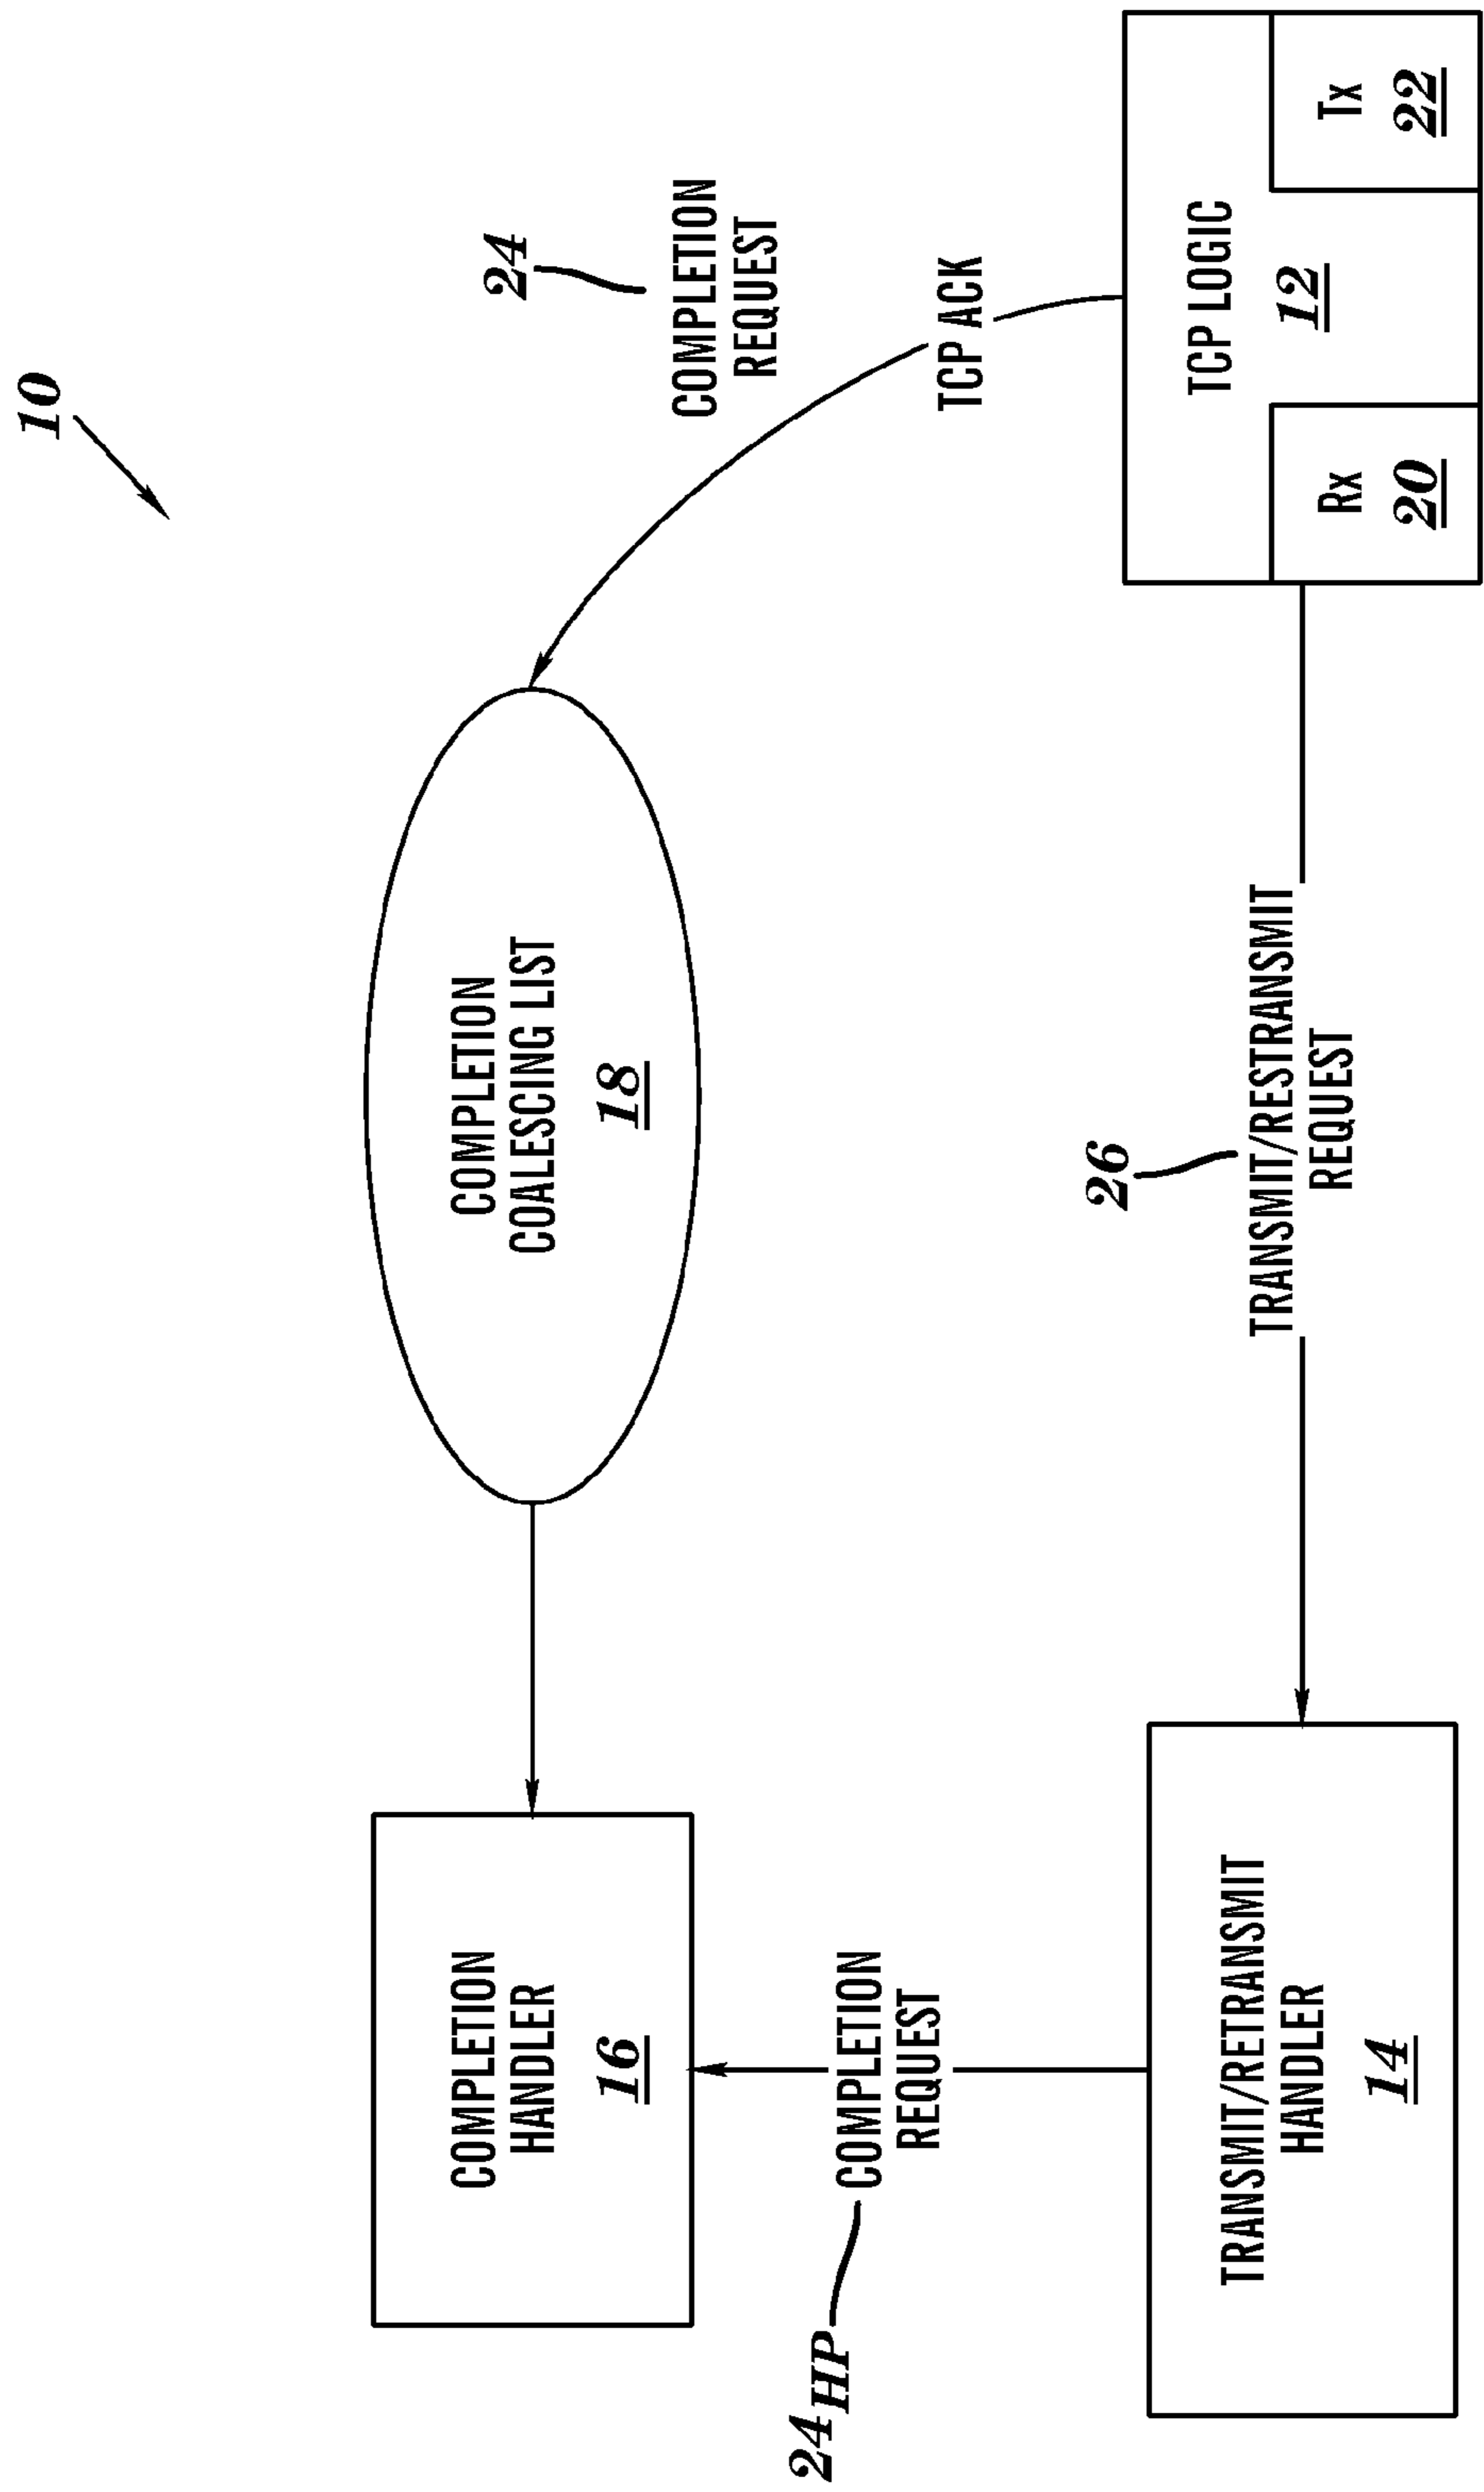 10
COMPLETION
HANDLER
16
COMPLETION
COALESCING LIST
18
24
COMPLETION
REQUEST
24HP
COMPLETION
REQUEST
TCP ACK
TRANSMIT/RETRANSMIT
HANDLER
14
26
TRANSMIT/RESTRANSMIT
REQUEST
TCP LOGIC
12
Rx
20
Tx
22